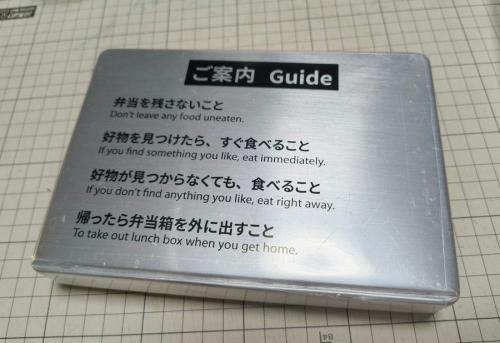 ご案内 Guide
弁当を残さないこと
Don't leave any food uneaten.
好物を見つけたら、すぐ食べること
If you find something you like, eat immediately.
好物が見つからなくても、食べること
If you don't find anything you like, eat right away.
帰ったら弁当箱を外に出すこと
To take out lunch box when you get home.